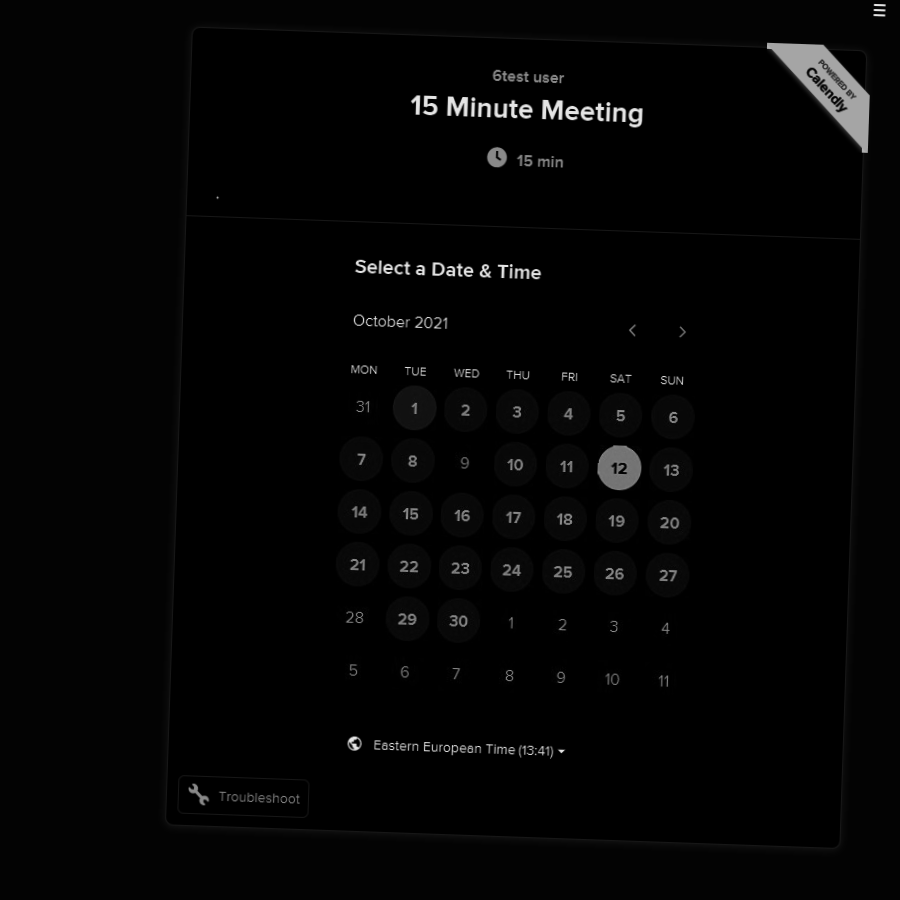 POWERED BY
Calendly
6test user
15 Minute Meeting
15 min
Select a Date & Time
October 2021
MON TUE WED THU FRI SAT SUN
31 1 2 3 4 5 6
7 8 9 10 11 12 13
14 15 16 17 18 19 20
21 22 23 24 25 26 27
28 29 30 1 2 3 4
5 6 7 8 9 10 11
Eastern European Time (13:41)
Troubleshoot